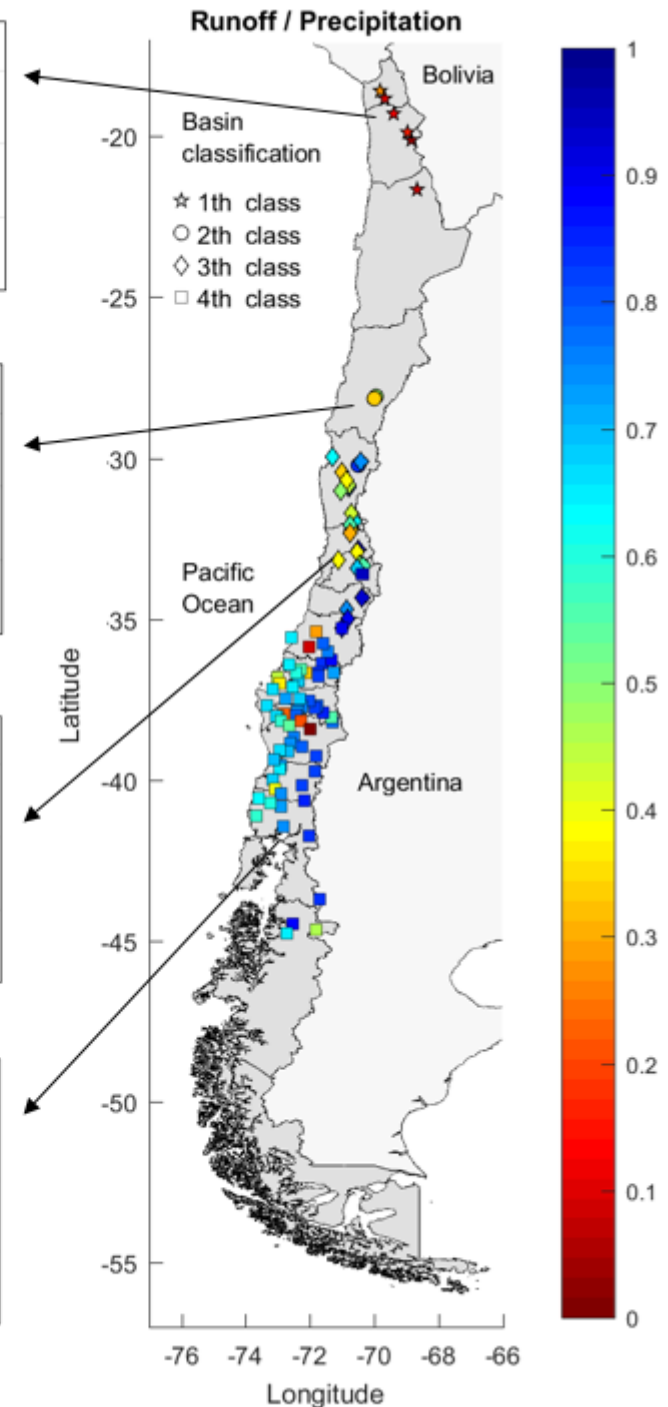 Runoff / Precipitation
Bolivia
Basin
classification
1th class
2th class
3th class
4th class
Pacific
Ocean
Argentina
Latitude
-20
-25
-30
-35
-40
-45
-50
-55
-76
-74
-72
-70
-68
-66
Longitude
1
0.9
0.8
0.7
0.6
0.5
0.4
0.3
0.2
0.1
0